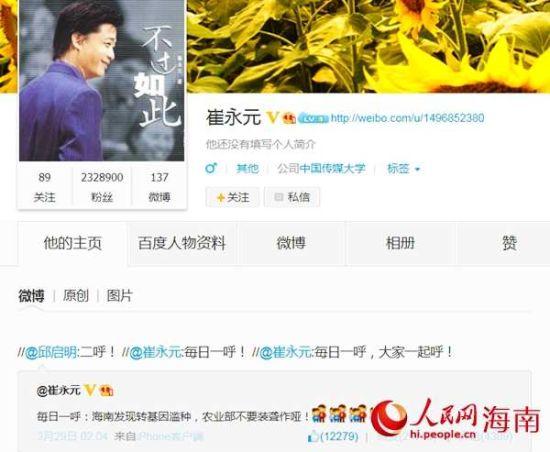 不过如此
崔永元 http://weibo.com/u/1496852380
他还没有填写个人简介
♂ 其他 公司中国传媒大学 标签
89 2328900 137
关注 粉丝 微博
+关注 私信
他的主页 百度人物资料 微博 相册 赞
微博 | 原创 | 图片
//@邱启明:二呼！//@崔永元:每日一呼！//@崔永元:每日一呼，大家一起呼！
@崔永元
每日一呼：海南发现转基因滥种，农业部不要装聋作哑！
3月29日 02:04 来自iPhone客户端 (12279)
人民网 海南
hi.people.cn